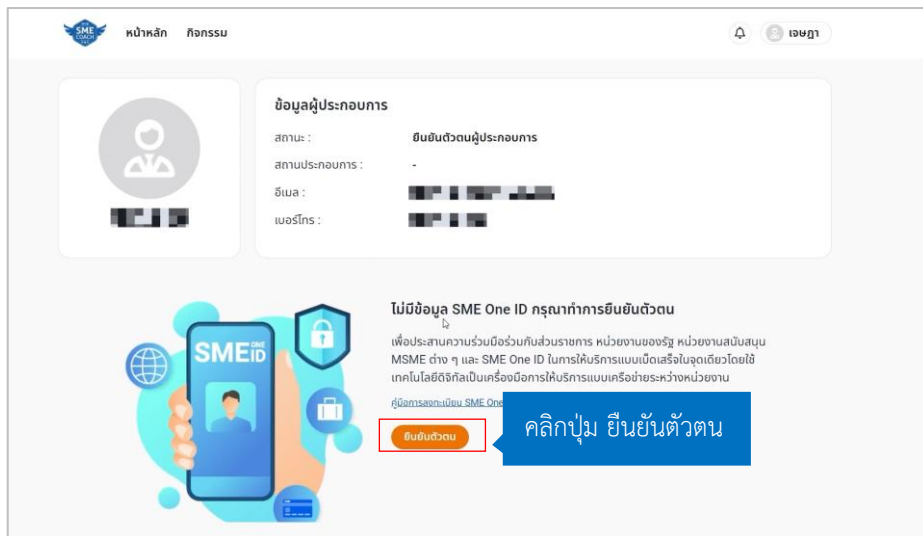 SME
COACH
หน้าหลัก กิจกรรม
เจษฎา
ข้อมูลผู้ประกอบการ
สถานะ : ยืนยันตัวตนผู้ประกอบการ
สถานประกอบการ : -
อีเมล :
เบอร์โทร :
SME ONE ID
ไม่มีข้อมูล SME One ID กรุณาทำการยืนยันตัวตน
เพื่อประสานความร่วมมือร่วมกับส่วนราชการ หน่วยงานของรัฐ หน่วยงานสนับสนุน
MSME ต่าง ๆ และ SME One ID ในการให้บริการแบบเบ็ดเสร็จในจุดเดียวโดยใช้
เทคโนโลยีดิจิทัลเป็นเครื่องมือการให้บริการแบบเครือข่ายระหว่างหน่วยงาน
คู่มือการลงทะเบียน SME One
ยืนยันตัวตน
คลิกปุ่ม ยืนยันตัวตน